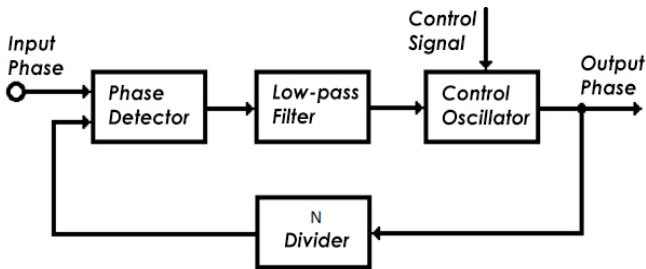 Input
Phase
Phase
Detector
Low-pass
Filter
Control
Signal
Control
Oscillator
Output
Phase
N
Divider